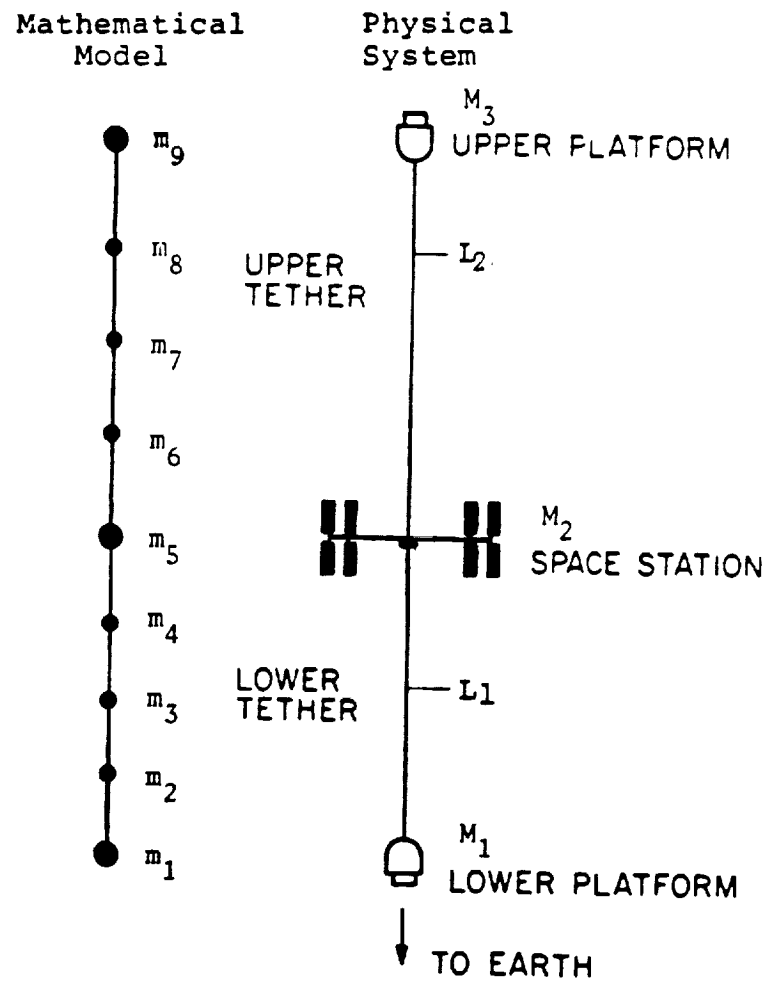 Mathematical Model
Physical System
m9
m8
m7
m6
m5
m4
m3
m2
m1
UPPER TETHER
LOWER TETHER
M3
UPPER PLATFORM
L2
M2
SPACE STATION
L1
M1
LOWER PLATFORM
TO EARTH